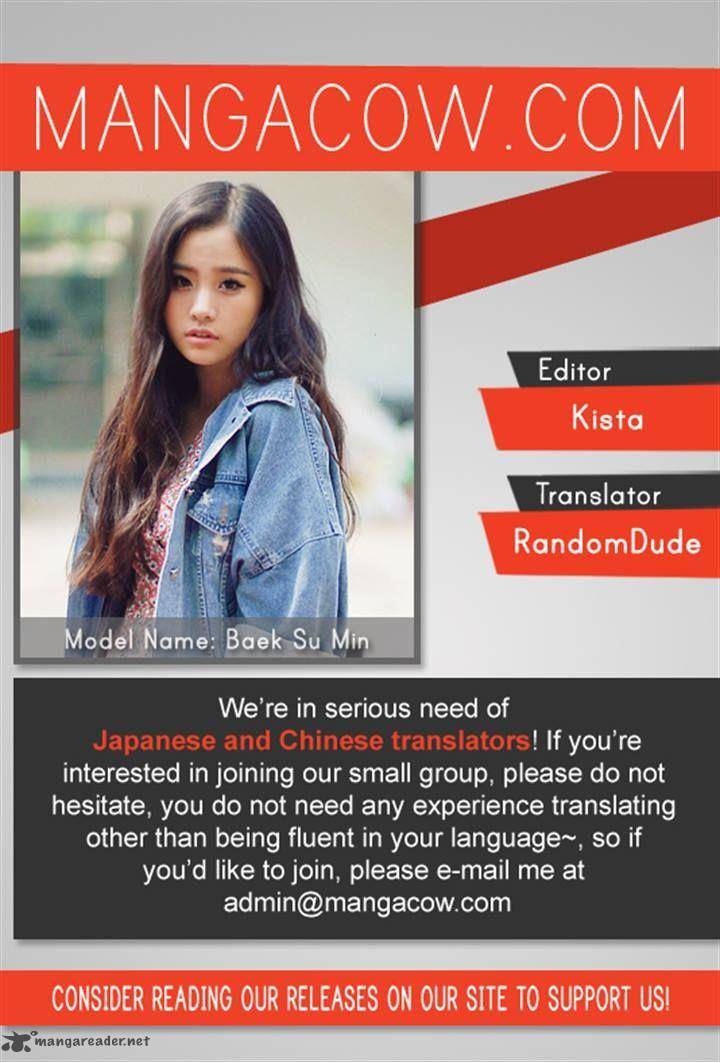 MANGACOW.COM
Editor
Kista
Translator
RandomDude
Model Name: Baek Su Min
We're in serious need of
Japanese and Chinese translators! If you're
interested in joining our small group, please do not
hesitate, you do not need any experience translating
other than being fluent in your language~, so if
you'd like to join, please e-mail me at
admin@mangacow.com
CONSIDER READING OUR RELEASES ON OUR SITE TO SUPPORT US!
mangareader.net